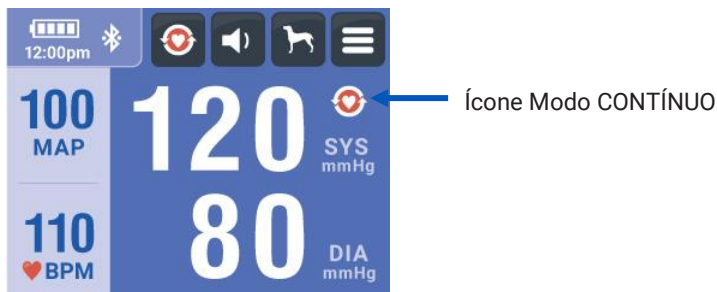 12:00pm
100
MAP
110
BPM
120
SYS
mmHg
80
DIA
mmHg
Ícone Modo CONTÍNUO